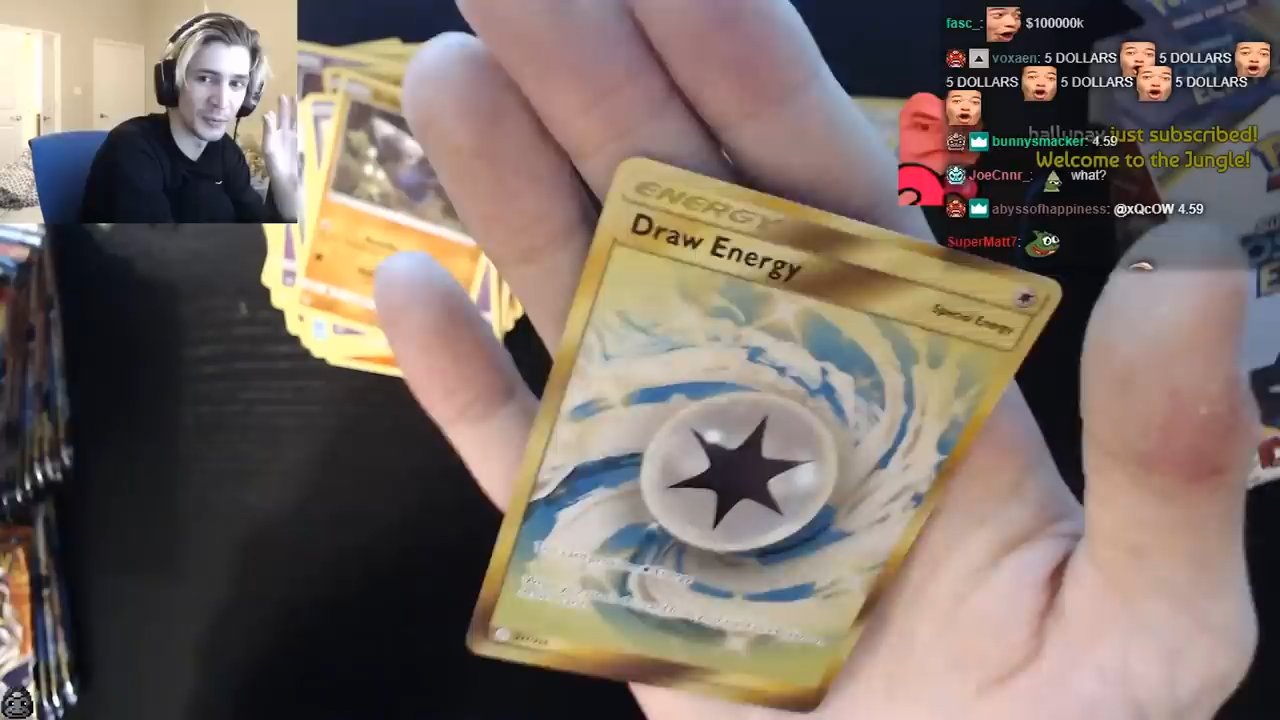 fasc_: $100000k
voxaen: 5 DOLLARS 5 DOLLARS
5 DOLLARS 5 DOLLARS 5 DOLLARS
just subscribed!
bunnysmacker: 4.59
Welcome to the Jungle!
JoeCnnr_: what?
abyssofhappiness: @xQcOW 4.59
SuperMatt7:
ENERGY
Draw Energy
Special Energy